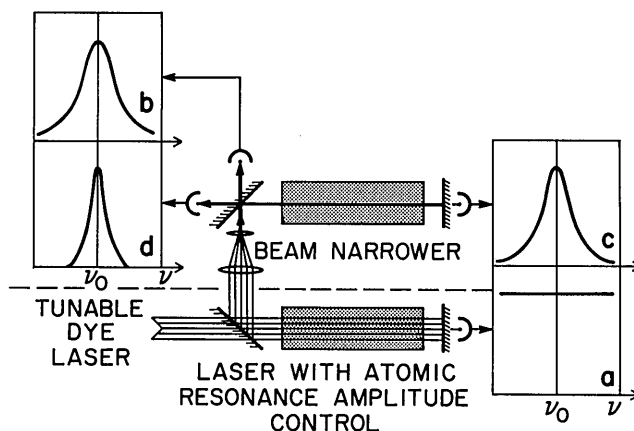 b
d
ν₀
ν
BEAM NARROWER
c
TUNABLE
DYE
LASER
LASER WITH ATOMIC
RESONANCE AMPLITUDE
CONTROL
a
ν₀
ν